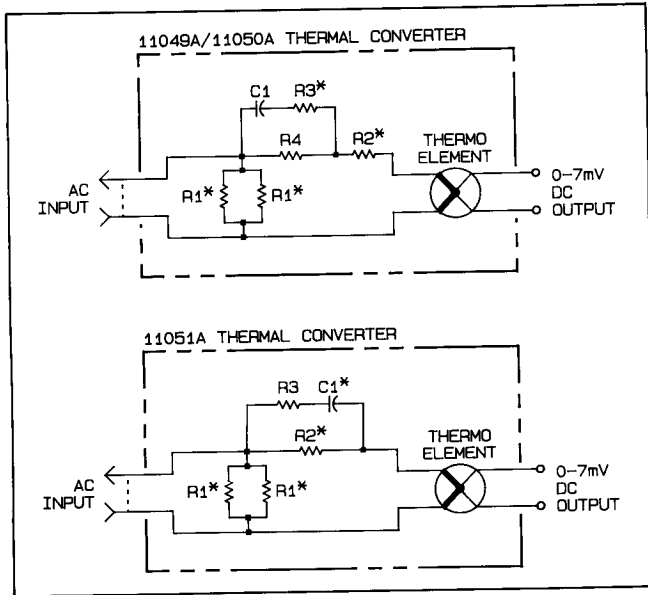 11049A/11050A THERMAL CONVERTER
C1 R3*
R4 R2*
THERMO
ELEMENT
AC
INPUT
R1* R1*
0-7mV
DC
OUTPUT
11051A THERMAL CONVERTER
R3 C1*
R2*
THERMO
ELEMENT
AC
INPUT
R1* R1*
0-7mV
DC
OUTPUT